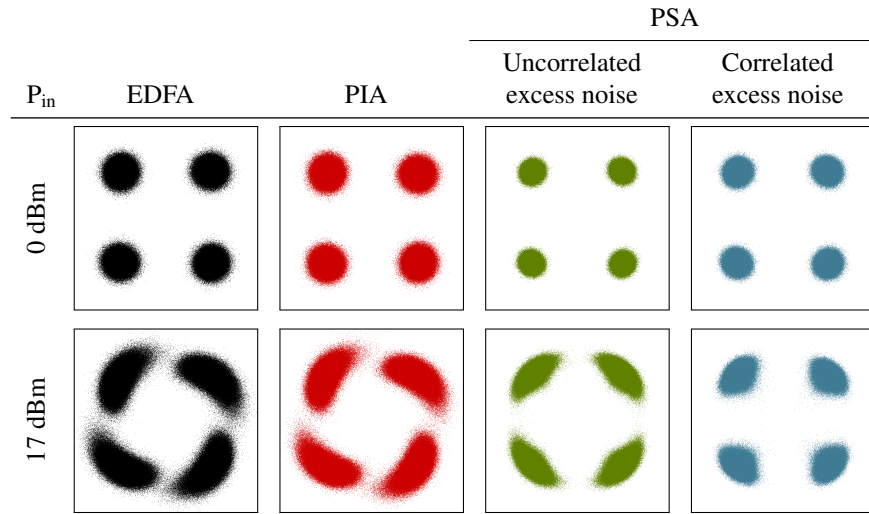 PSA
Uncorrelated Correlated
P_in EDFA PIA excess noise excess noise
0 dBm
17 dBm